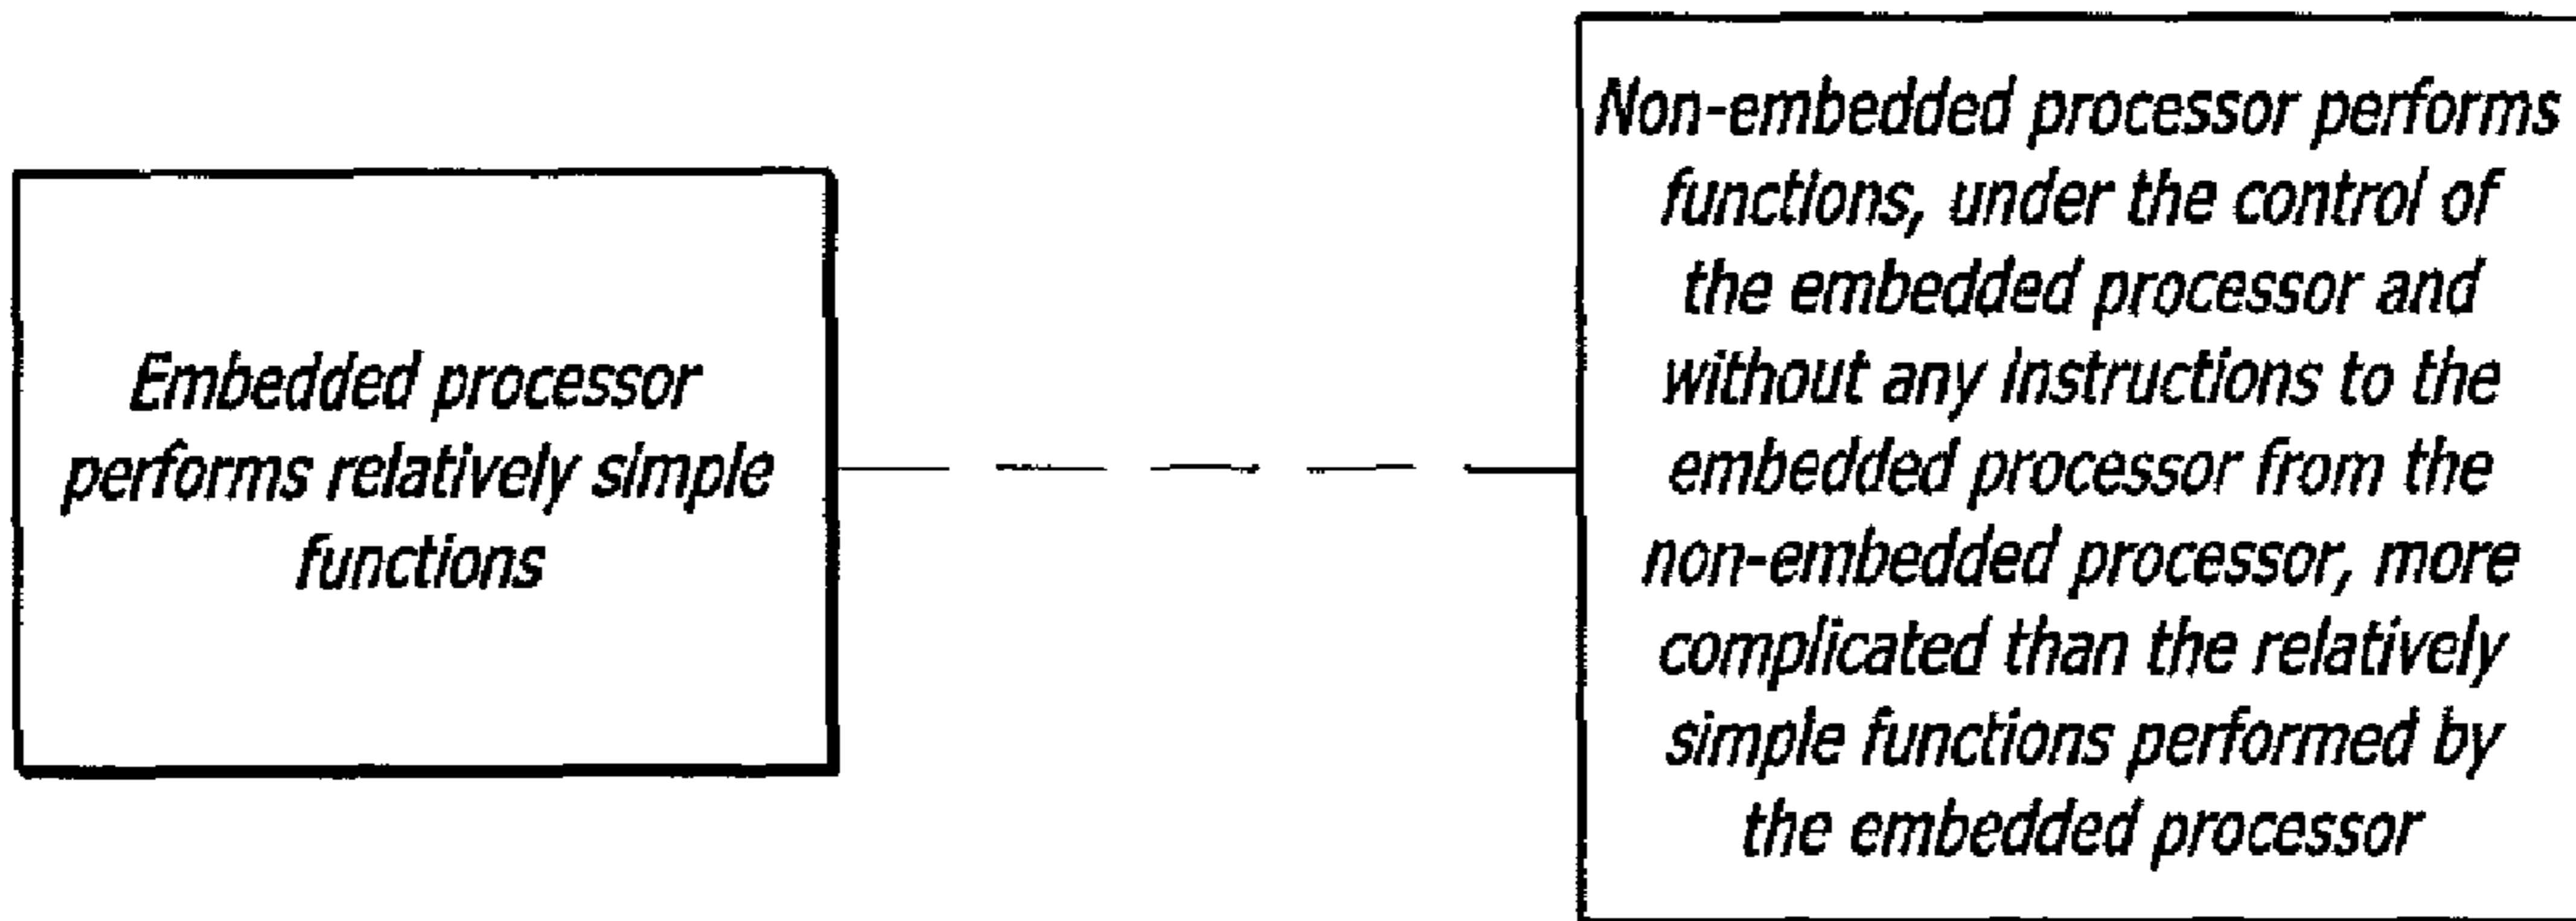 Embedded processor
performs relatively simple
functions
Non-embedded processor performs
functions, under the control of
the embedded processor and
without any instructions to the
embedded processor from the
non-embedded processor, more
complicated than the relatively
simple functions performed by
the embedded processor